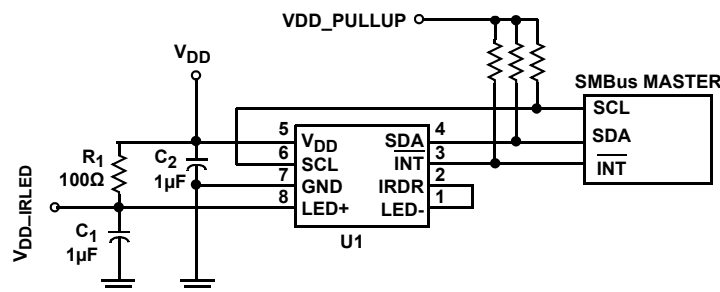 VDD_PULLUP
VDD
SMBus MASTER
SCL
SDA
INT
R1
100Ω
C2
1µF
VDD_IRLED
C1
1µF
5
6
7
8
VDD
SCL
GND
LED+
SDA
INT
IRDR
LED-
4
3
2
1
U1